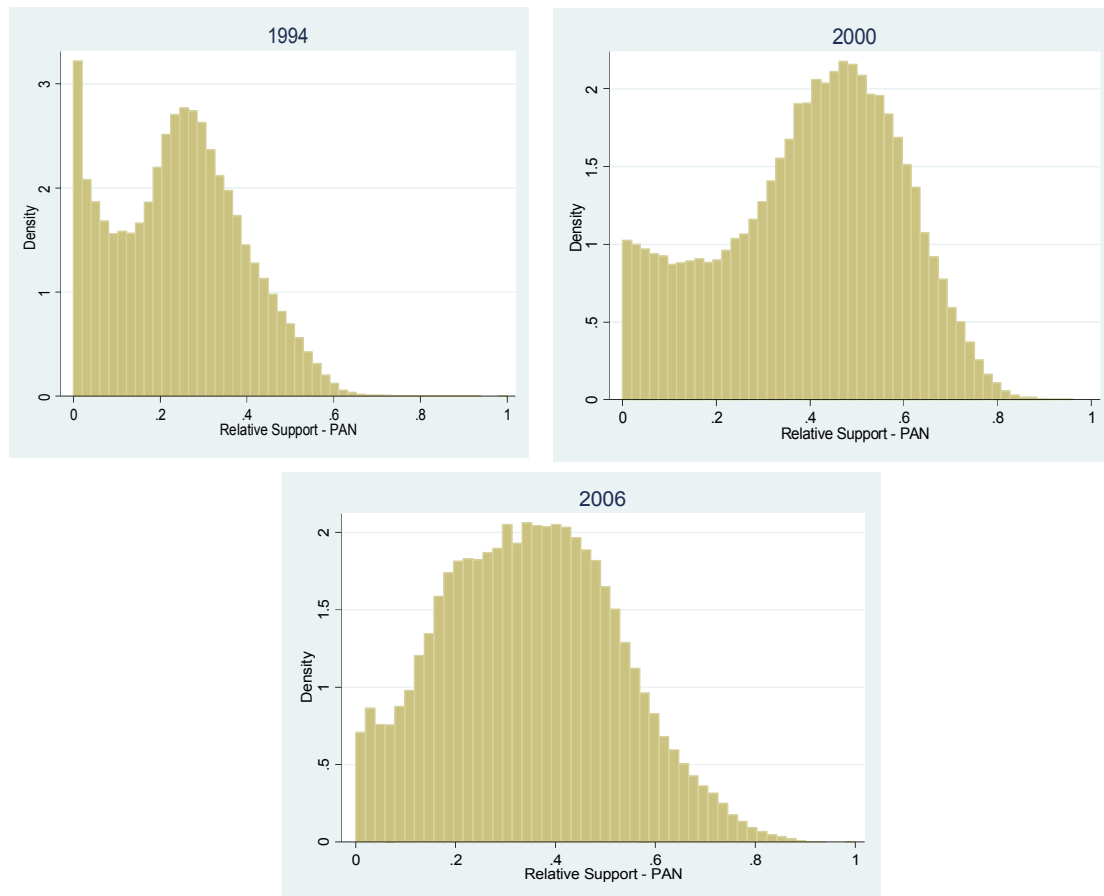 1994
Density
3
2
1
0
0 .2 .4 .6 .8 1
Relative Support - PAN
2000
Density
2
1.5
1
.5
0
0 .2 .4 .6 .8 1
Relative Support - PAN
2006
Density
2
1.5
1
.5
0
0 .2 .4 .6 .8 1
Relative Support - PAN